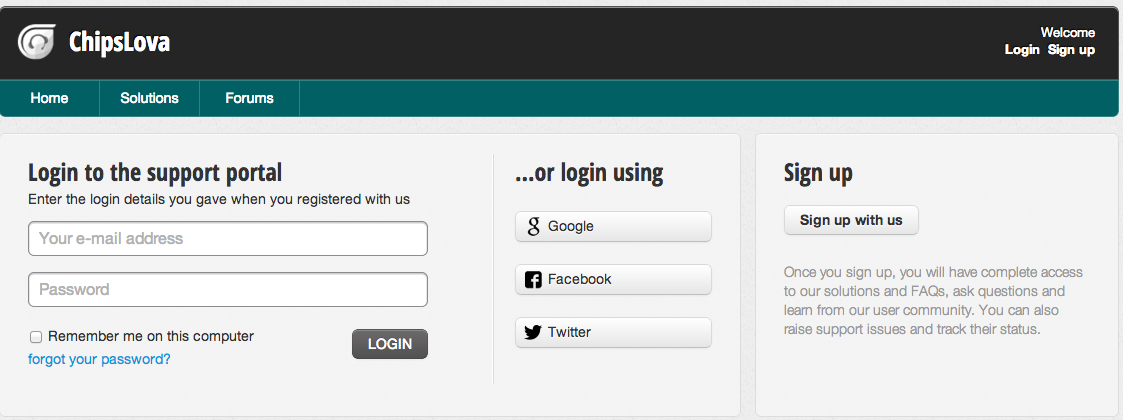 ChipsLova
Welcome
Login Sign up
Home Solutions Forums
Login to the support portal
Enter the login details you gave when you registered with us
Your e-mail address
Password
Remember me on this computer
LOGIN
forgot your password?
...or login using
Google
Facebook
Twitter
Sign up
Sign up with us
Once you sign up, you will have complete access
to our solutions and FAQs, ask questions and
learn from our user community. You can also
raise support issues and track their status.